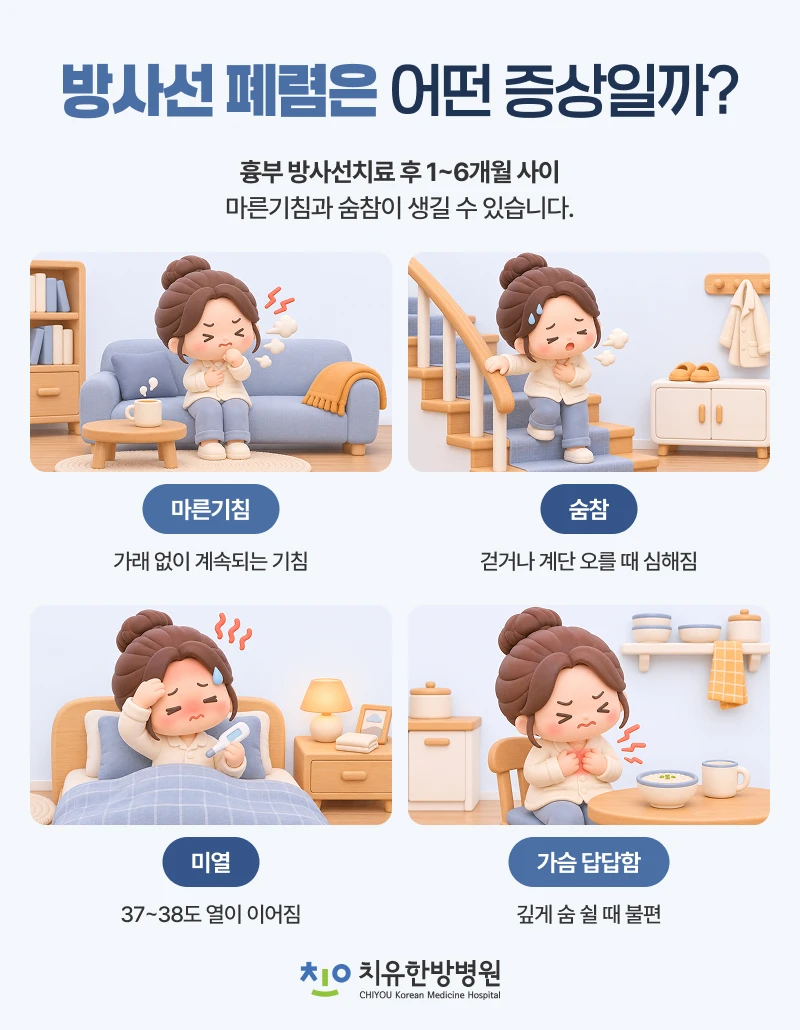 방사선 폐렴은 어떤 증상일까?
흉부 방사선치료 후 1~6개월 사이
마른기침과 숨참이 생길 수 있습니다.
마른기침
숨참
가래 없이 계속되는 기침
걷거나 계단 오를 때 심해짐
미열
가슴 답답함
37~38도 열이 이어짐
깊게 숨 쉴 때 불편
치유 치유한방병원
CHIYOU Korean Medicine Hospital